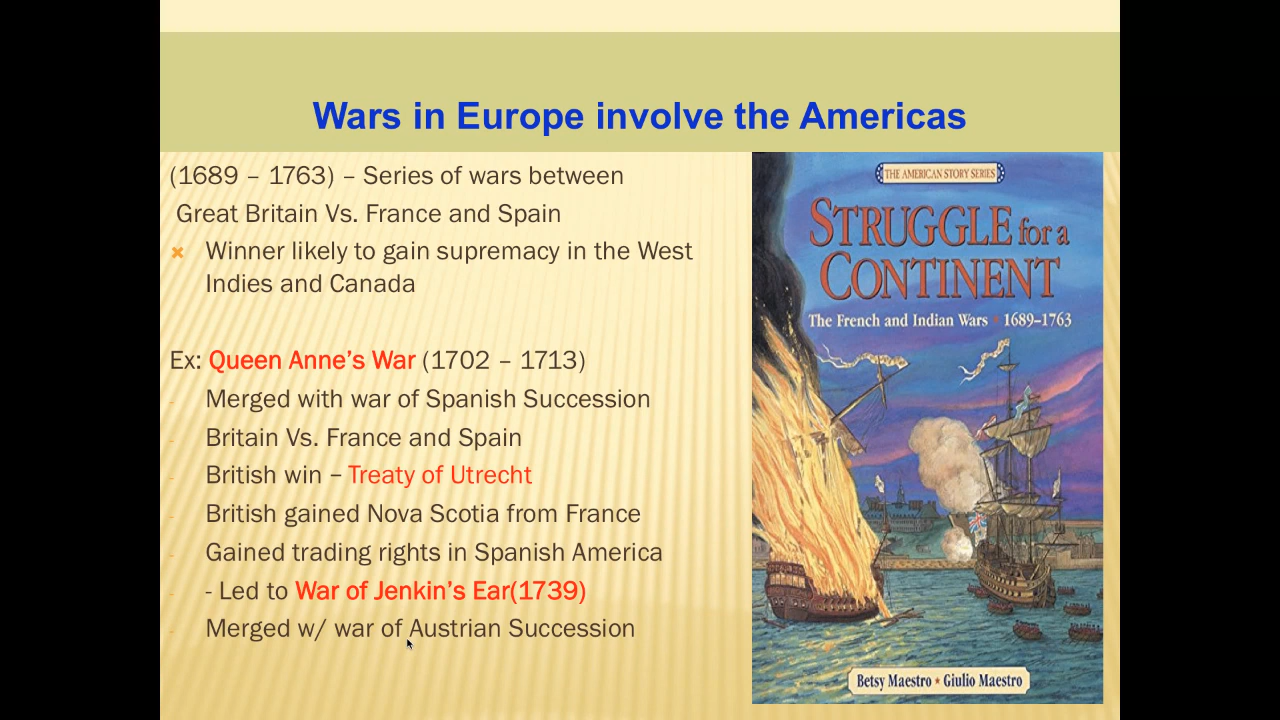 Wars in Europe involve the Americas
(1689 – 1763) – Series of wars between
Great Britain Vs. France and Spain
Winner likely to gain supremacy in the West
Indies and Canada
Ex: Queen Anne's War (1702 – 1713)
- Merged with war of Spanish Succession
- Britain Vs. France and Spain
- British win – Treaty of Utrecht
- British gained Nova Scotia from France
- Gained trading rights in Spanish America
- - Led to War of Jenkin's Ear(1739)
- Merged w/ war of Austrian Succession
THE AMERICAN STORY SERIES
STRUGGLE for a
CONTINENT
The French and Indian Wars • 1689–1763
Betsy Maestro • Giulio Maestro